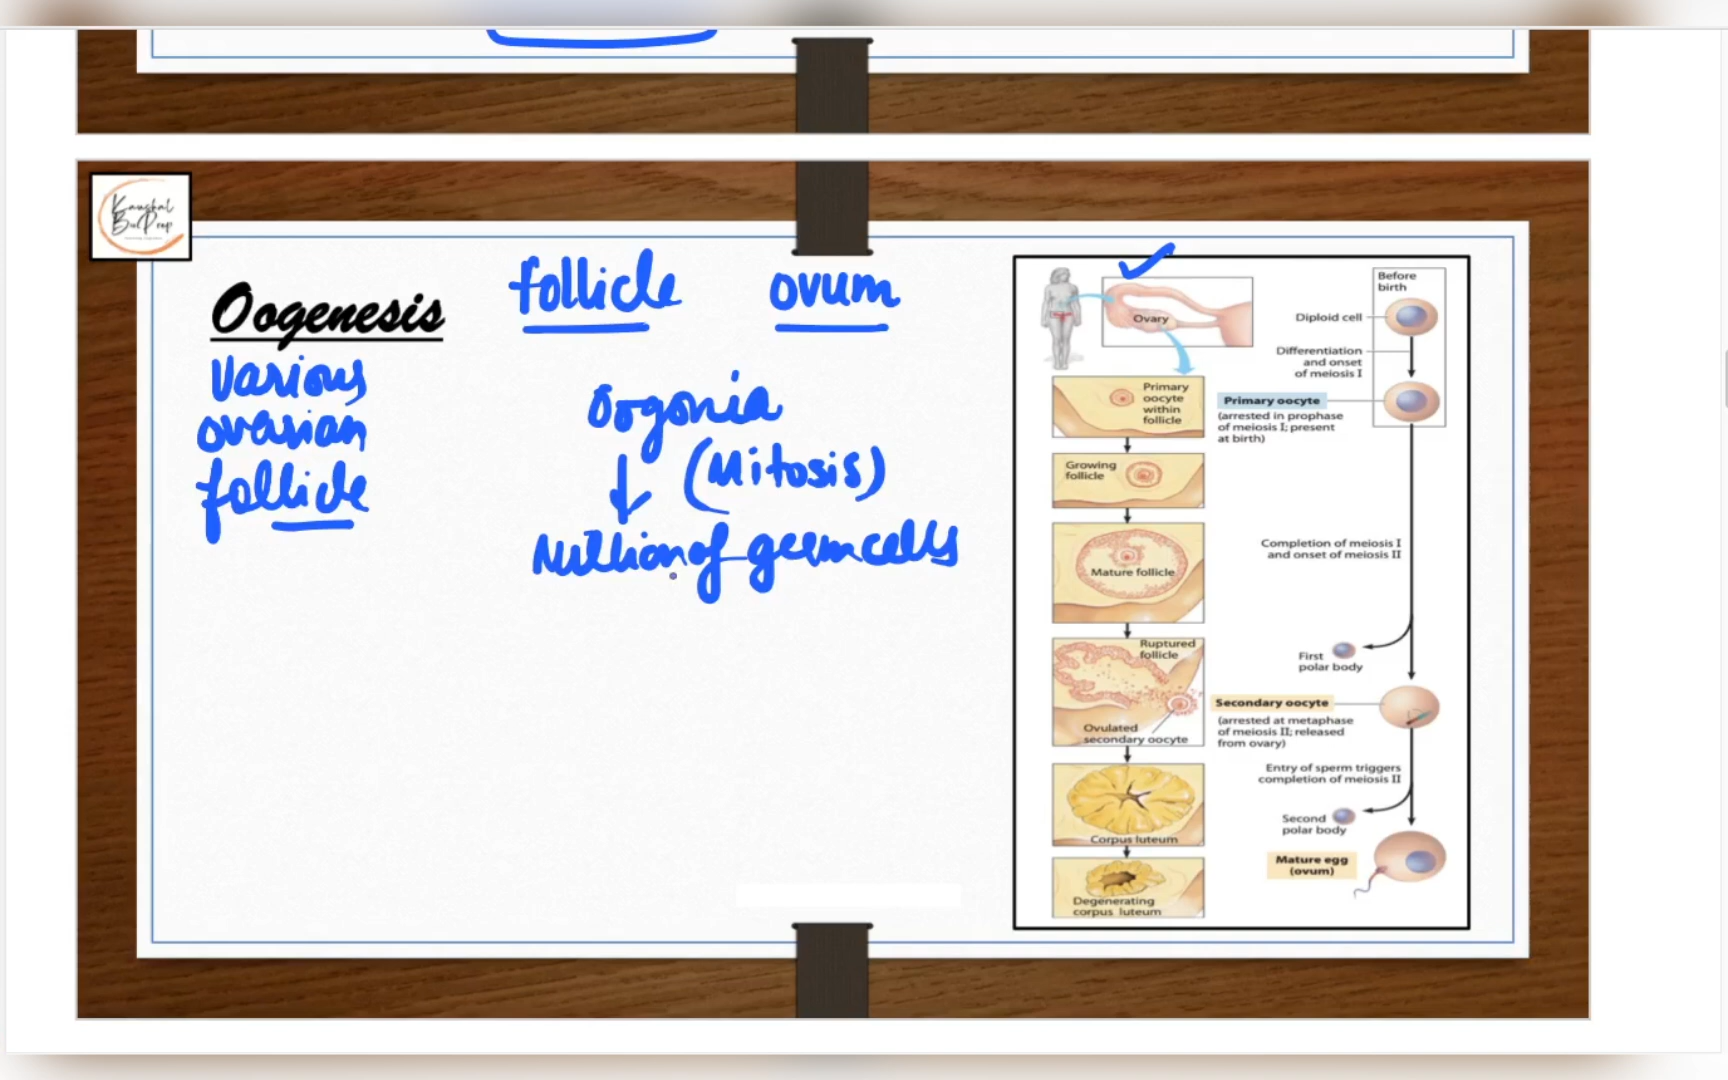 Kaushal
BulPrep
Oogenesis
follicle
ovum
Various
ovarian
follicle
Oogonia
(Mitosis)
Million of germ cells
Ovary
Primary
oocyte
within
follicle
Growing
follicle
Mature follicle
Ruptured
follicle
Ovulated
secondary oocyte
Corpus luteum
Degenerating
corpus luteum
Before
birth
Diploid cell
Differentiation
and onset
of meiosis I
Primary oocyte
(arrested in prophase
of meiosis I; present
at birth)
Completion of meiosis I
and onset of meiosis II
First
polar body
Secondary oocyte
(arrested at metaphase
of meiosis II; released
from ovary)
Entry of sperm triggers
completion of meiosis II
Second
polar body
Mature egg
(ovum)